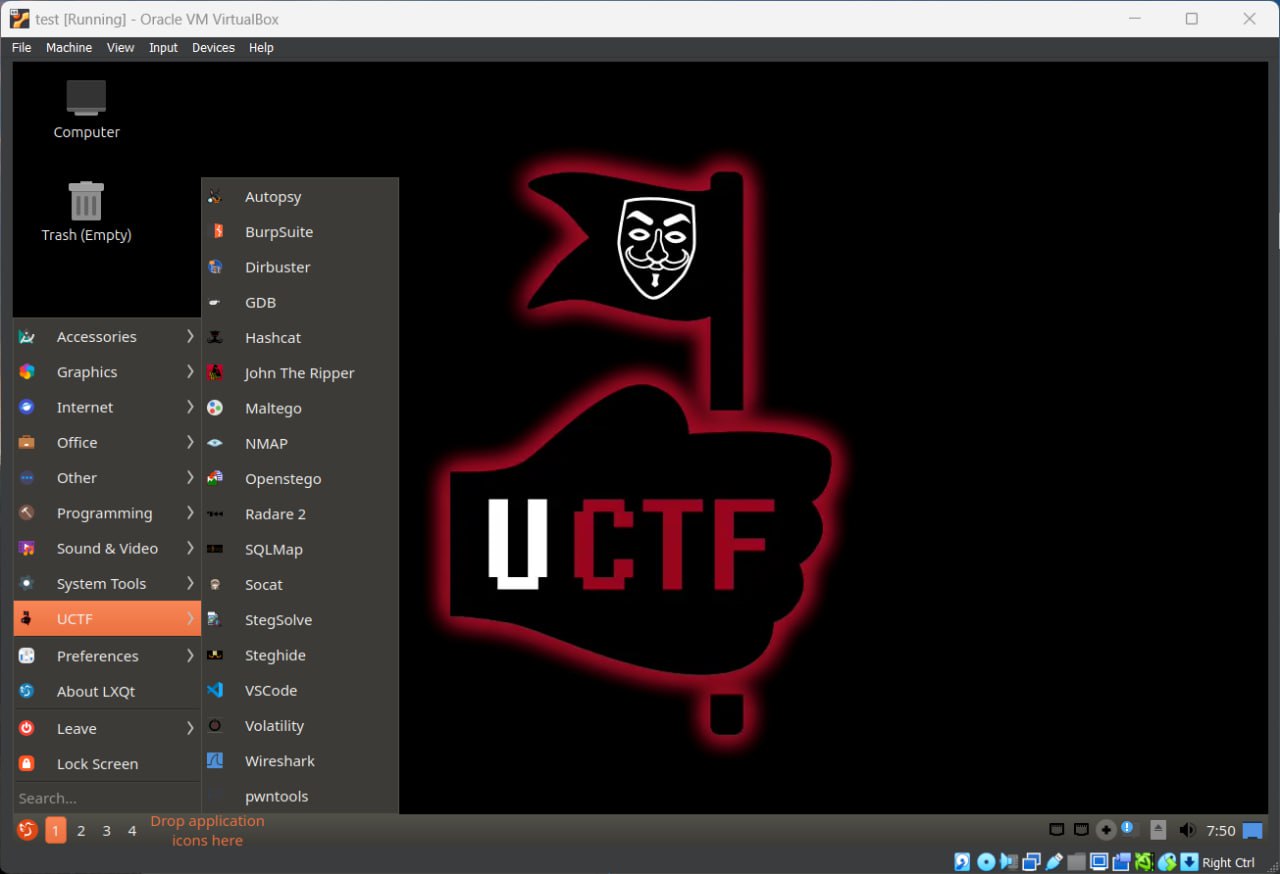 test [Running] - Oracle VM VirtualBox
File Machine View Input Devices Help
Computer
Trash (Empty)
Autopsy
BurpSuite
Dirbuster
GDB
Hashcat
John The Ripper
Maltego
NMAP
Openstego
Radare 2
SQLMap
Socat
StegSolve
Steghide
VSCode
Volatility
Wireshark
pwntools
Accessories
Graphics
Internet
Office
Other
Programming
Sound & Video
System Tools
UCTF
Preferences
About LXQt
Leave
Lock Screen
Search...
UCTF
1 2 3 4
Drop application
icons here
7:50
Right Ctrl